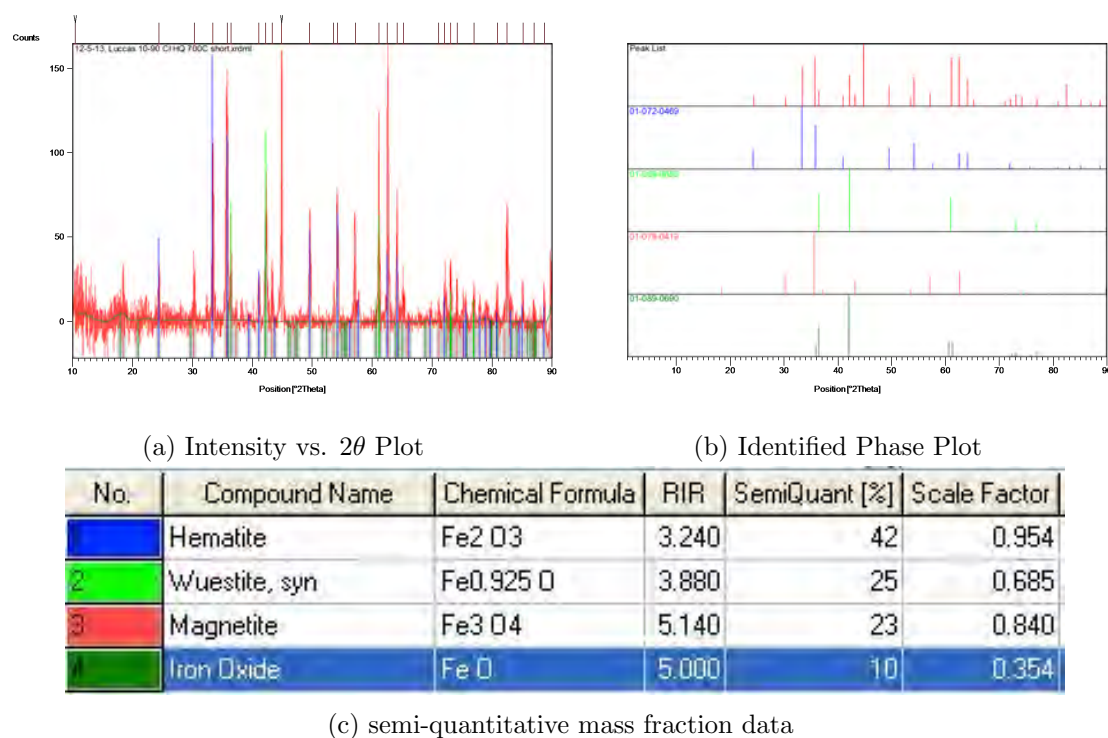 Counts
12-5-13, Luccas 10-90 CI HQ 700C short.xrdml
150
100
50
0
10 20 30 40 50 60 70 80 90
Position [°2Theta]
Peak List
01-072-0469
01-079-0419
01-089-0690
10 20 30 40 50 60 70 80 90
Position [°2Theta]
(a) Intensity vs. 2θ Plot
(b) Identified Phase Plot
No. Compound Name Chemical Formula RIR SemiQuant [%] Scale Factor
1 Hematite Fe2 O3 3.240 42 0.954
2 Wuestite, syn Fe0.925 O 3.880 25 0.685
3 Magnetite Fe3 O4 5.140 23 0.840
4 Iron Oxide Fe O 5.000 10 0.354
(c) semi-quantitative mass fraction data